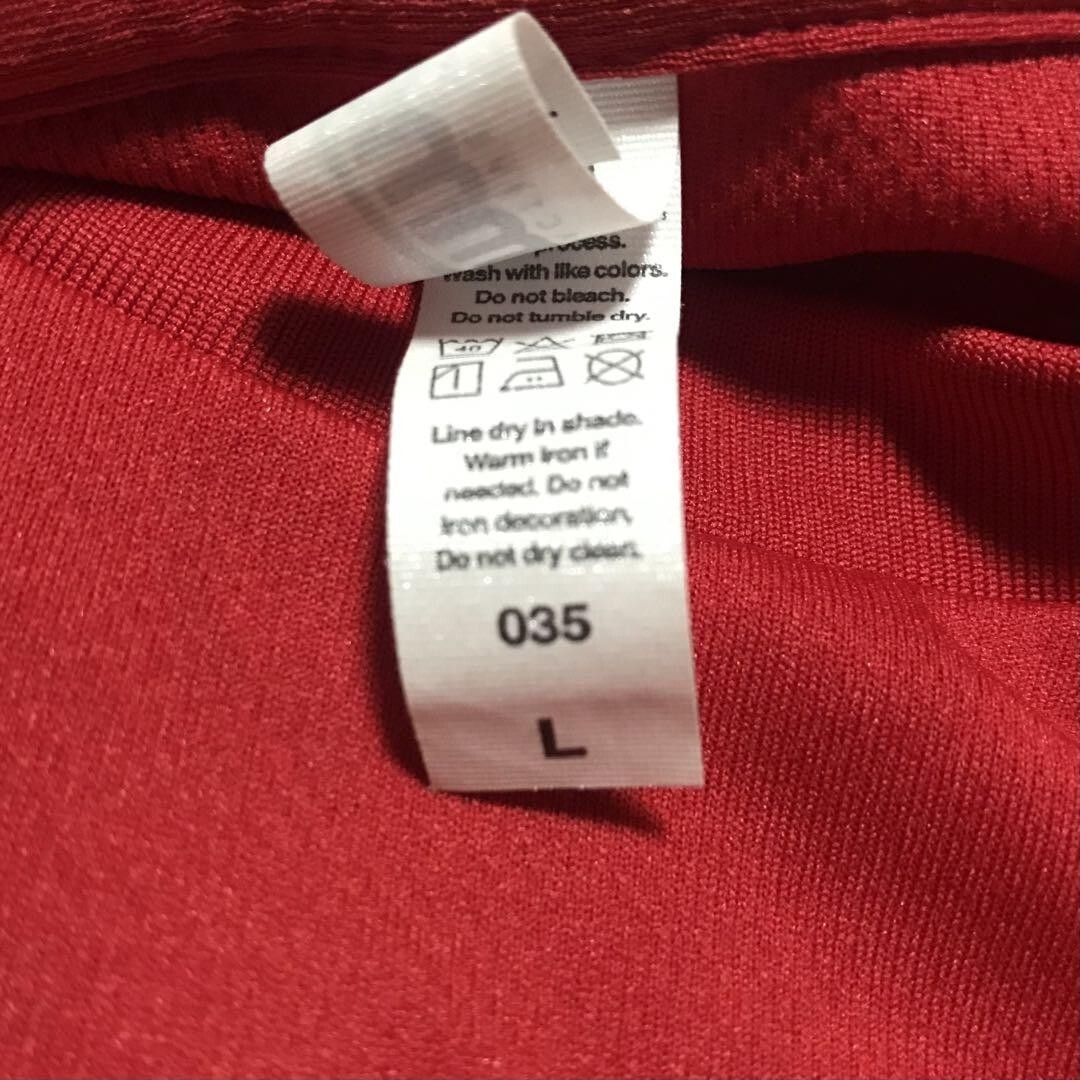 process.
Wash with like colors.
Do not bleach.
Do not tumble dry.
40
Line dry in shade.
Warm iron if
needed. Do not
iron decoration,
Do not dry clean.
035
L